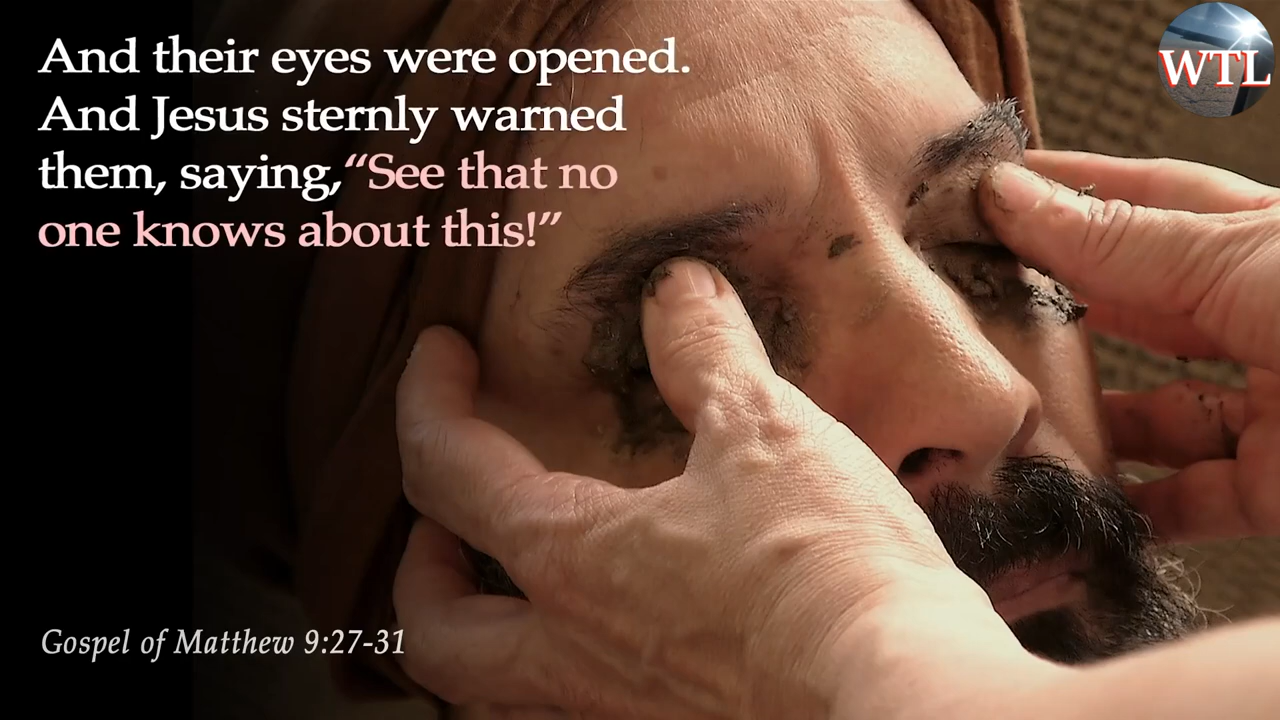 And their eyes were opened.
And Jesus sternly warned
them, saying, “See that no
one knows about this!”
Gospel of Matthew 9:27-31
WTL